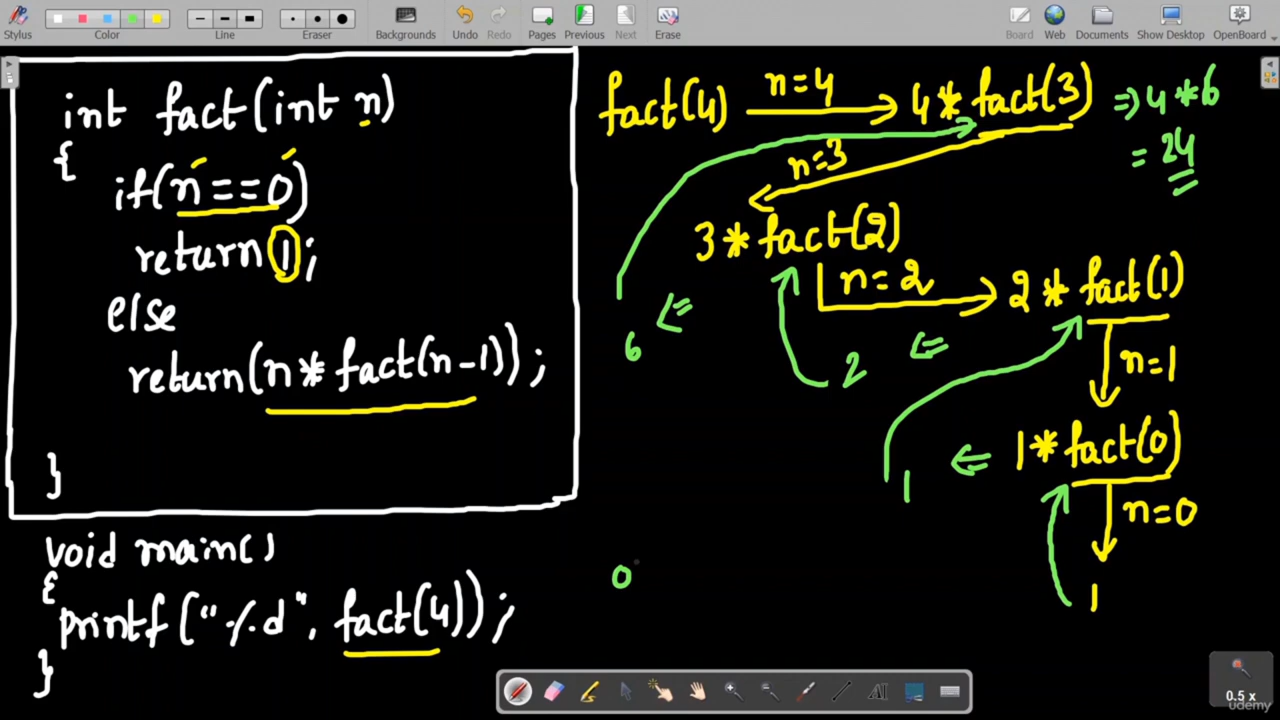 Stylus Color Line Eraser Backgrounds Undo Redo Pages Previous Next Erase Board Web Documents Show Desktop OpenBoard
int fact(int n)
{
if(n==0)
return 1;
else
return(n*fact(n-1));
}
void main()
{
printf("%d", fact(4));
}
fact(4) n=4 4*fact(3) => 4*6
= 24
n=3
3*fact(2)
n=2 2*fact(1)
6 <= 2 <= n=1
1 <= 1*fact(0)
n=0
1
0
0.5 x
udemy